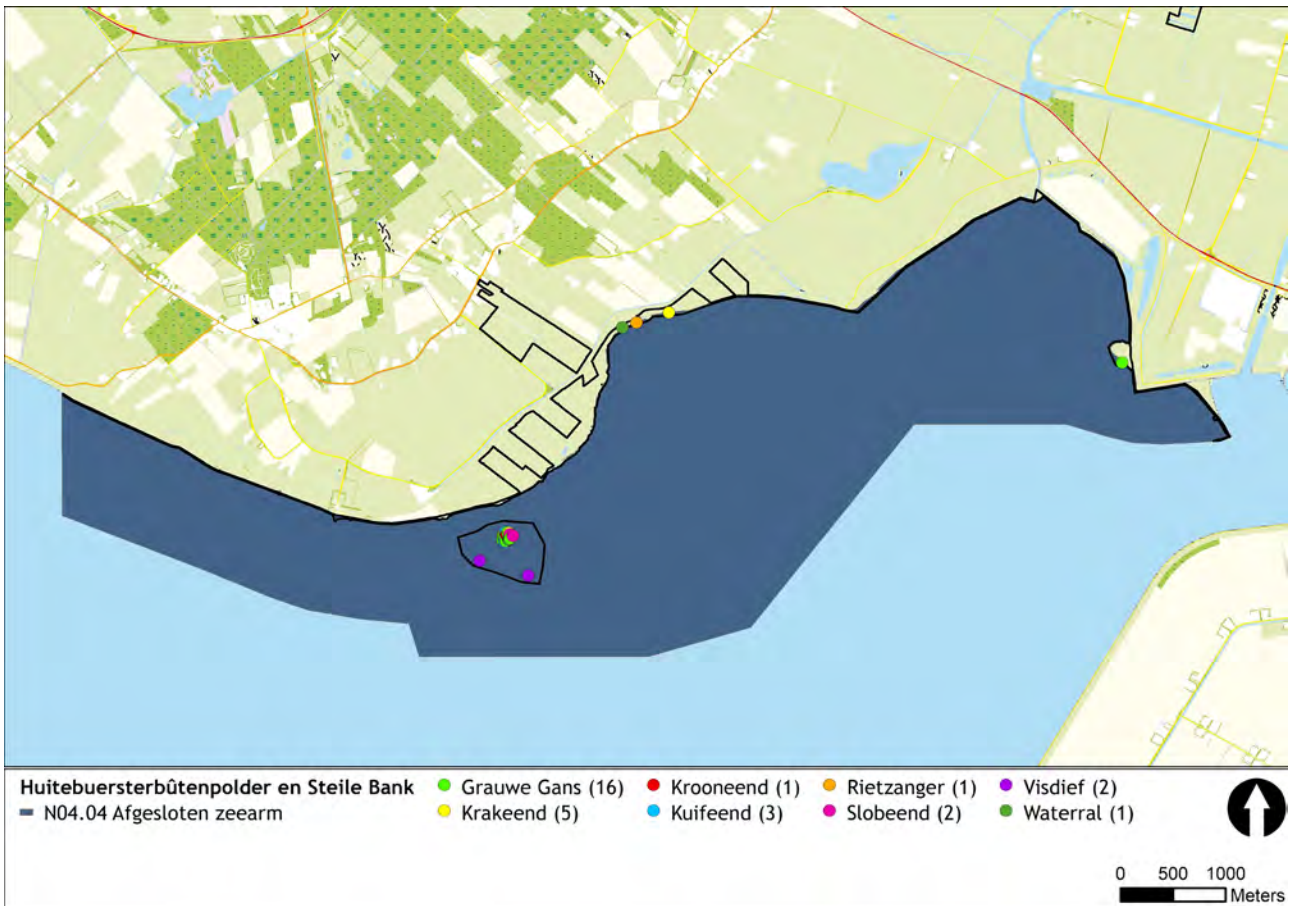 Huitebuersterbûtenpolder en Steile Bank
N04.04 Afgesloten zeearm
Grauwe Gans (16)
Krakeend (5)
Krooneend (1)
Kuifeend (3)
Rietzanger (1)
Slobeend (2)
Visdief (2)
Waterral (1)
0 500 1000
Meters